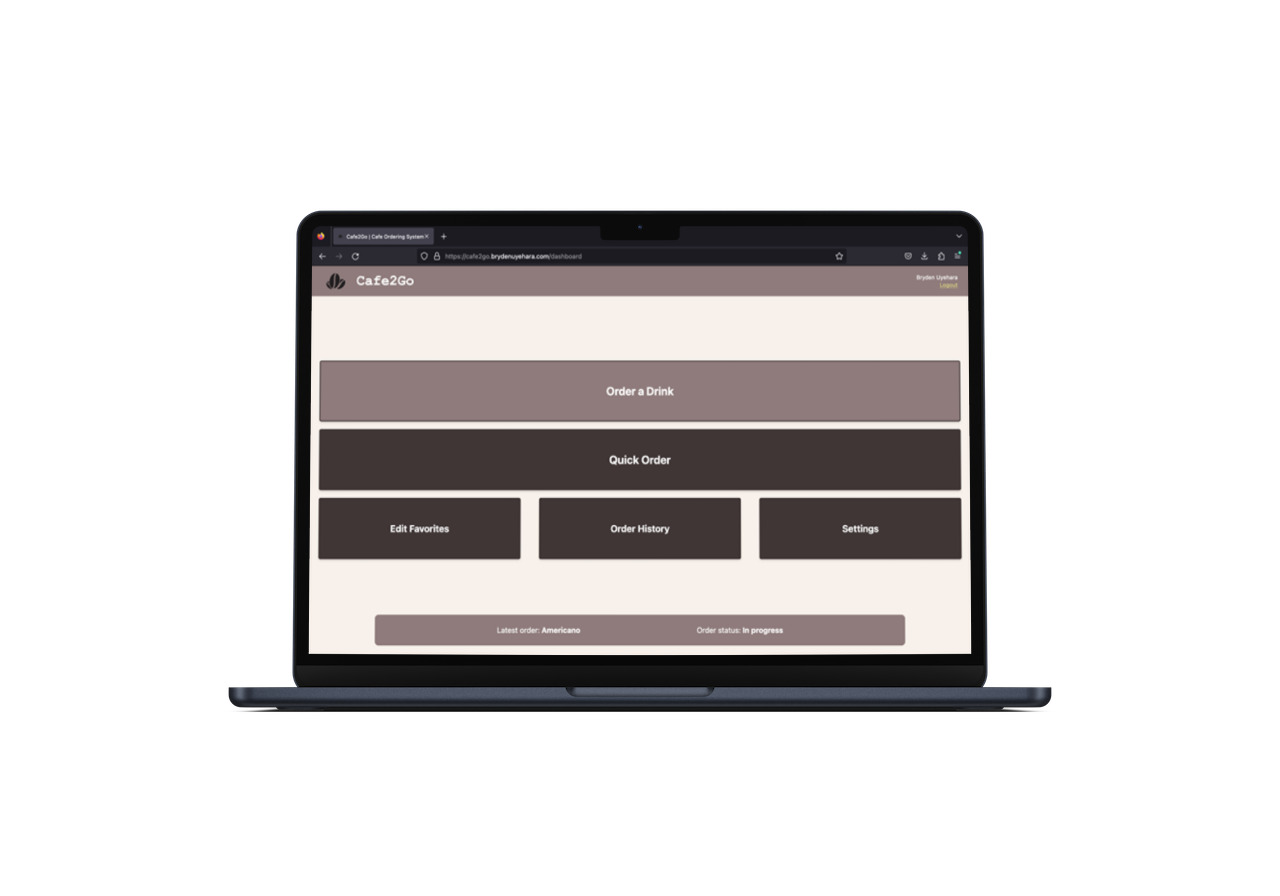 Cafe2Go | Cafe Ordering System
https://cafe2go.brydenuyehara.com/dashboard
Cafe2Go
Bryden Uyehara
Logout
Order a Drink
Quick Order
Edit Favorites
Order History
Settings
Latest order: Americano
Order status: In progress